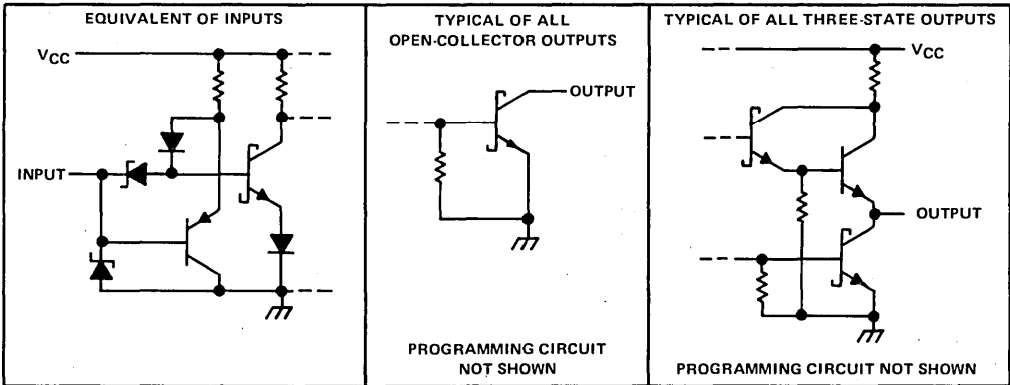 EQUIVALENT OF INPUTS
VCC
INPUT
TYPICAL OF ALL
OPEN-COLLECTOR OUTPUTS
OUTPUT
PROGRAMMING CIRCUIT
NOT SHOWN
TYPICAL OF ALL THREE-STATE OUTPUTS
VCC
OUTPUT
PROGRAMMING CIRCUIT NOT SHOWN